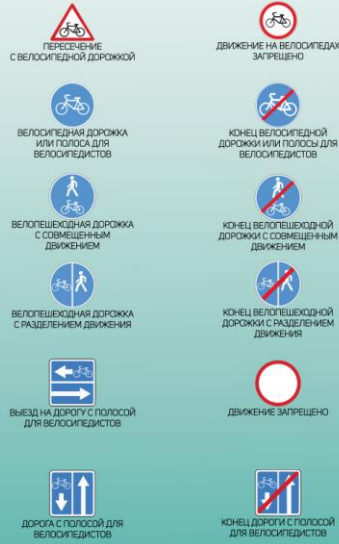 ПЕРЕСЕЧЕНИЕ
С ВЕЛОСИПЕДНОЙ ДОРОЖКОЙ
ДВИЖЕНИЕ НА ВЕЛОСИПЕДАХ
ЗАПРЕЩЕНО
ВЕЛОСИПЕДНАЯ ДОРОЖКА
ИЛИ ПОЛОСА ДЛЯ
ВЕЛОСИПЕДИСТОВ
КОНЕЦ ВЕЛОСИПЕДНОЙ
ДОРОЖКИ ИЛИ ПОЛОСЫ ДЛЯ
ВЕЛОСИПЕДИСТОВ
ВЕЛОПЕШЕХОДНАЯ ДОРОЖКА
С СОВМЕЩЕННЫМ
ДВИЖЕНИЕМ
КОНЕЦ ВЕЛОПЕШЕХОДНОЙ
ДОРОЖКИ С СОВМЕЩЕННЫМ
ДВИЖЕНИЕМ
ВЕЛОПЕШЕХОДНАЯ ДОРОЖКА
С РАЗДЕЛЕНИЕМ ДВИЖЕНИЯ
КОНЕЦ ВЕЛОПЕШЕХОДНОЙ
ДОРОЖКИ С РАЗДЕЛЕНИЕМ
ДВИЖЕНИЯ
ВЫЕЗД НА ДОРОГУ С ПОЛОСОЙ
ДЛЯ ВЕЛОСИПЕДИСТОВ
ДВИЖЕНИЕ ЗАПРЕЩЕНО
ДОРОГА С ПОЛОСОЙ ДЛЯ
ВЕЛОСИПЕДИСТОВ
КОНЕЦ ДОРОГИ С ПОЛОСОЙ
ДЛЯ ВЕЛОСИПЕДИСТОВ